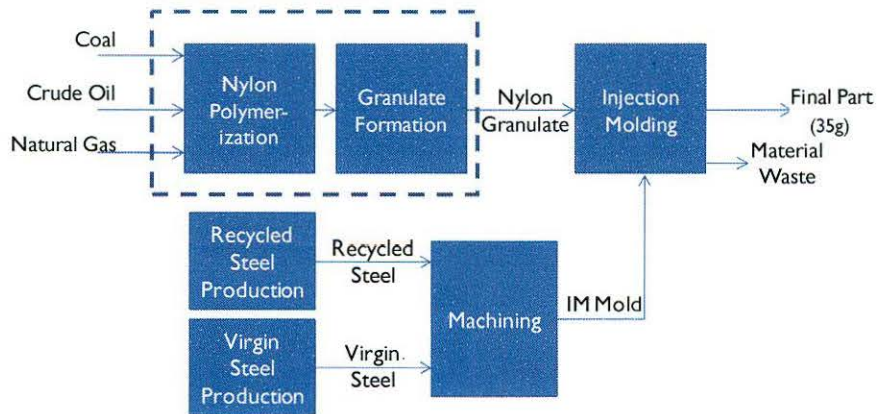 Coal
Crude Oil
Natural Gas
Nylon
Polymer-
ization
Granulate
Formation
Nylon
Granulate
Injection
Molding
Final Part
(35g)
Material
Waste
Recycled
Steel
Production
Recycled
Steel
Virgin
Steel
Production
Virgin
Steel
Machining
IM Mold